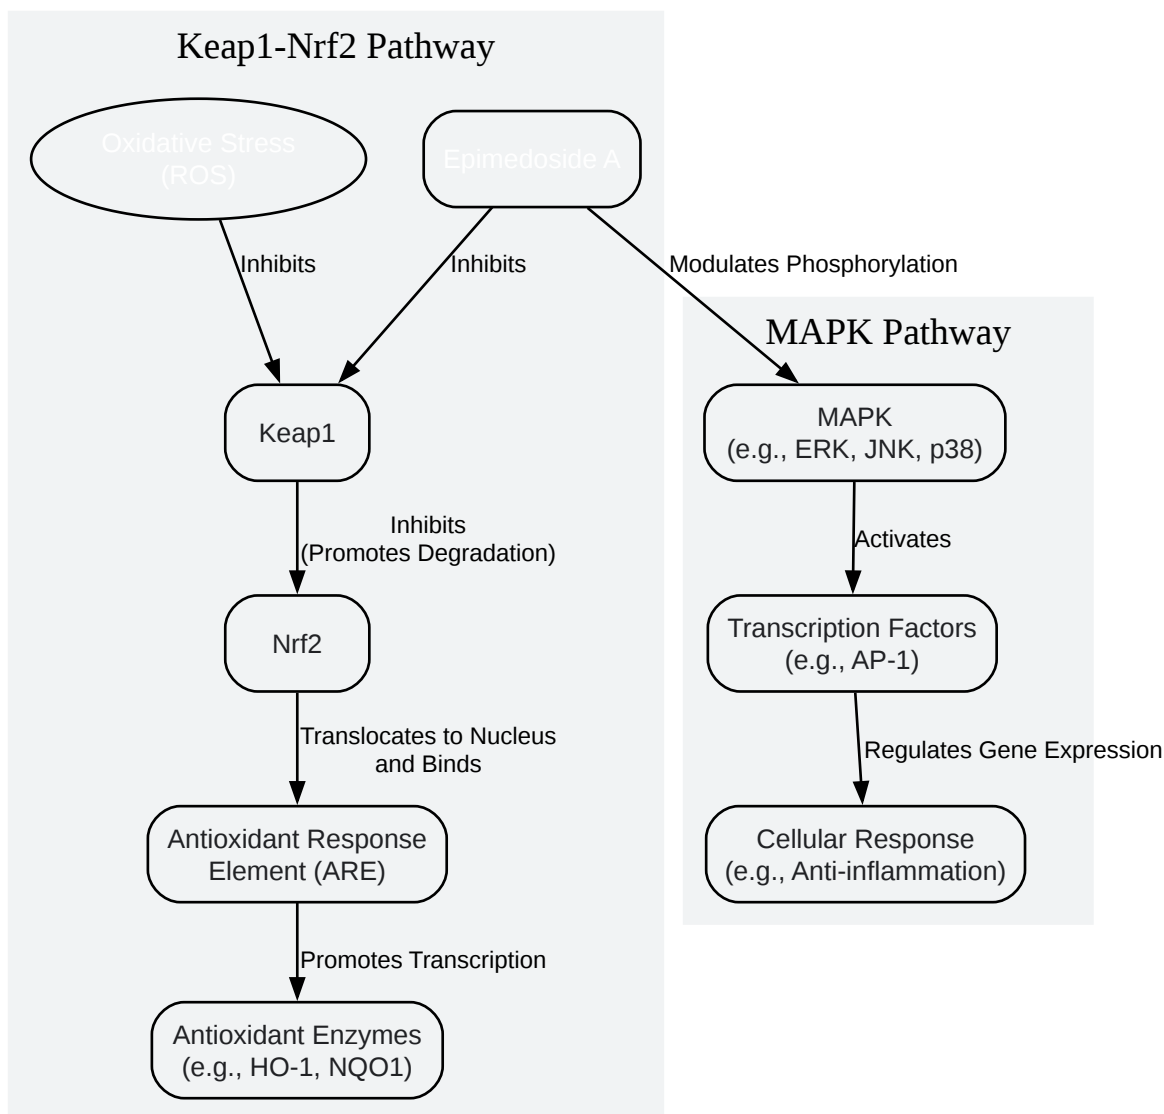 Keap1-Nrf2 Pathway
Oxidative Stress
(ROS)
Epimedoside A
Inhibits
Inhibits
Modulates Phosphorylation
MAPK Pathway
Keap1
MAPK
(e.g., ERK, JNK, p38)
Inhibits
(Promotes Degradation)
Activates
Nrf2
Transcription Factors
(e.g., AP-1)
Translocates to Nucleus
and Binds
Regulates Gene Expression
Antioxidant Response
Element (ARE)
Cellular Response
(e.g., Anti-inflammation)
Promotes Transcription
Antioxidant Enzymes
(e.g., HO-1, NQO1)